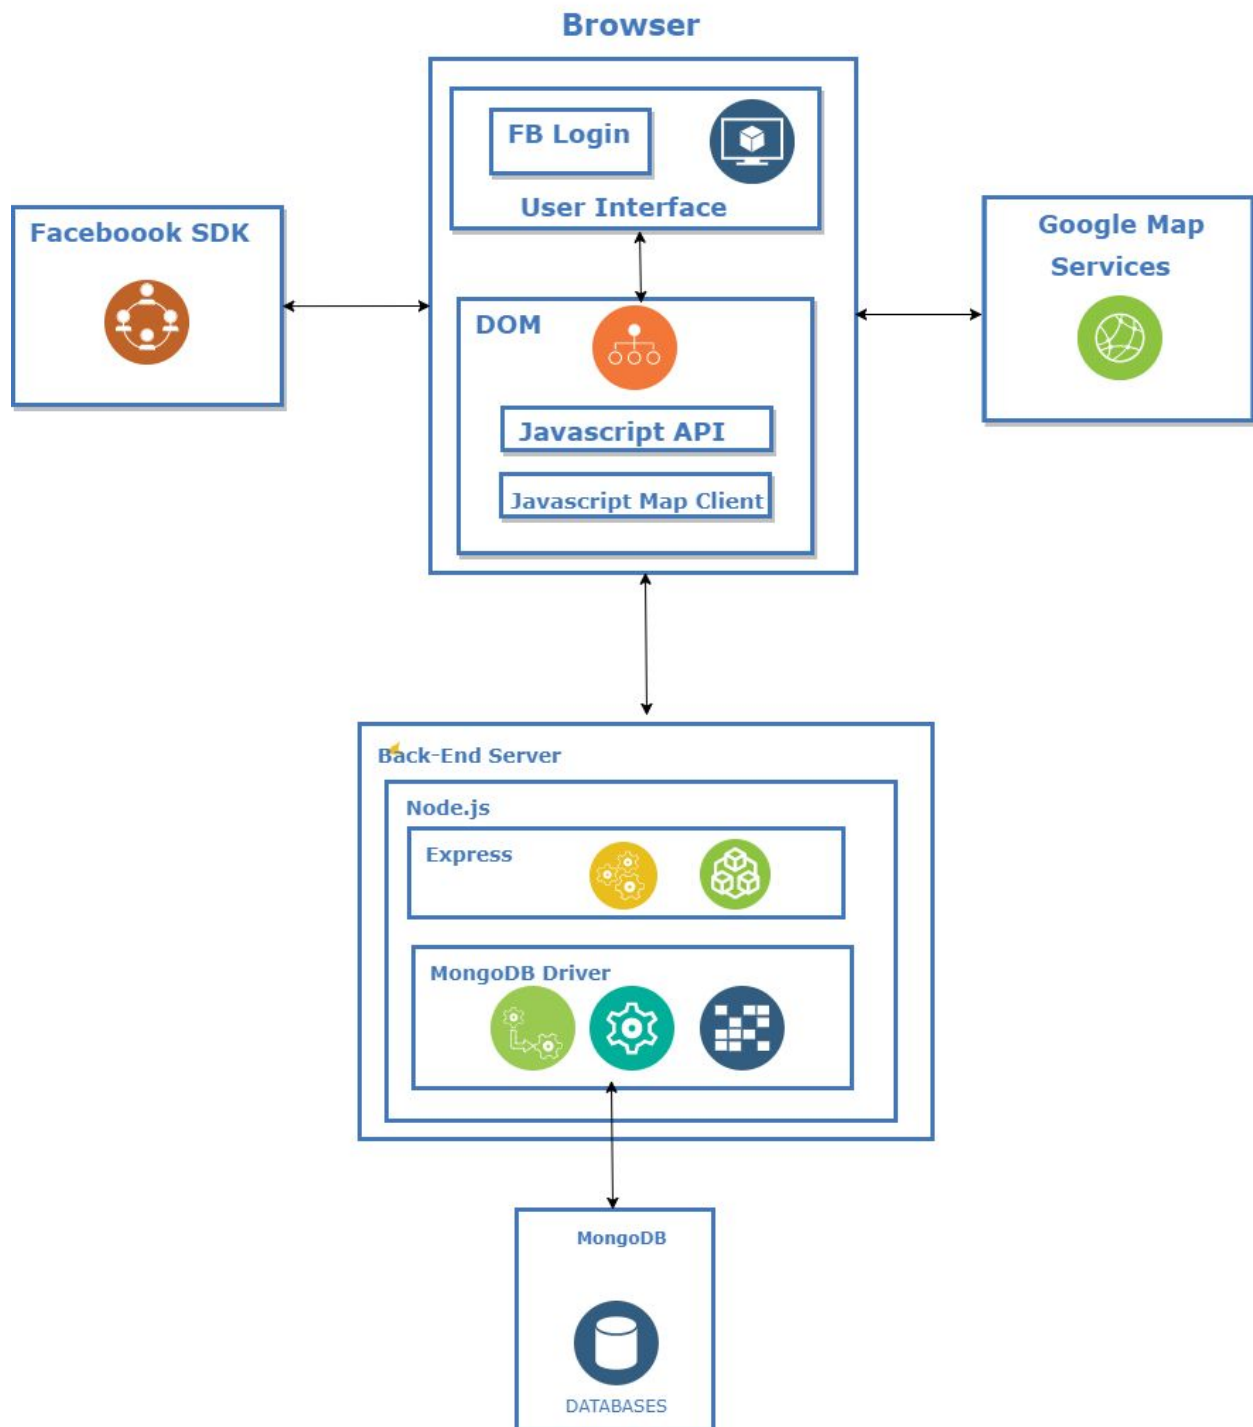 Browser
FB Login
User Interface
Faceboook SDK
Google Map
Services
DOM
Javascript API
Javascript Map Client
Back-End Server
Node.js
Express
MongoDB Driver
MongoDB
DATABASES